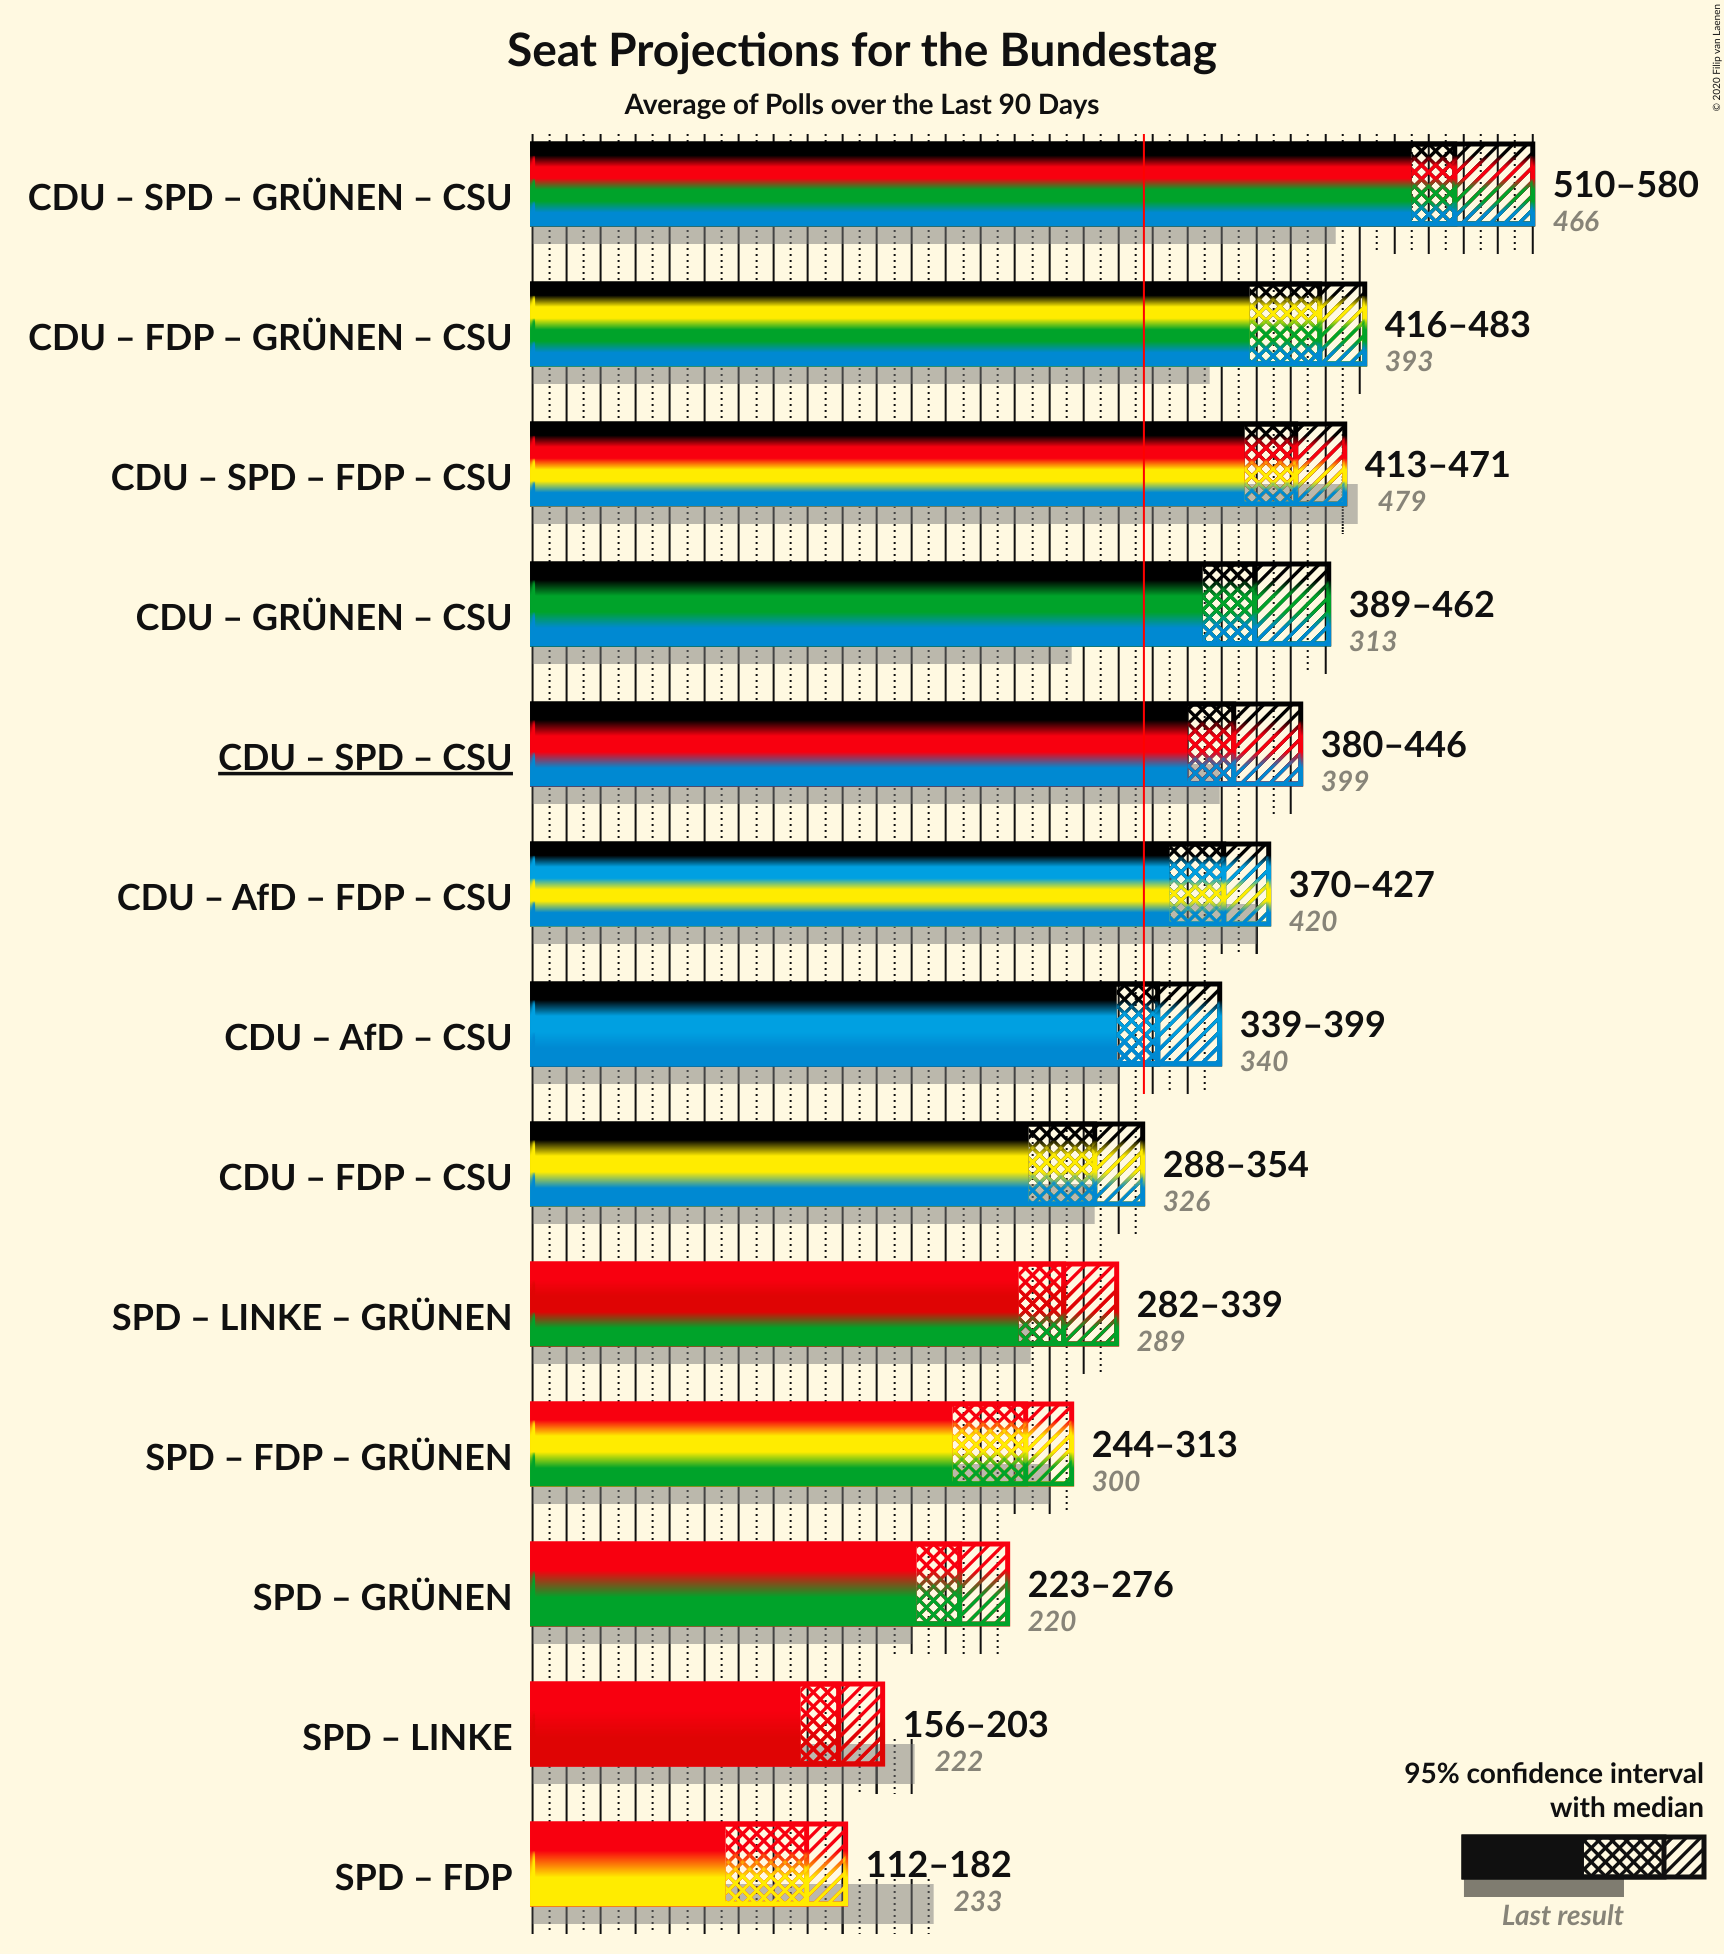 Seat Projections for the Bundestag
Average of Polls over the Last 90 Days
© 2020 Filip van Laenen
CDU – SPD – GRÜNEN – CSU
510–580
466
CDU – FDP – GRÜNEN – CSU
416–483
393
CDU – SPD – FDP – CSU
413–471
479
CDU – GRÜNEN – CSU
389–462
313
CDU – SPD – CSU
380–446
399
CDU – AfD – FDP – CSU
370–427
420
CDU – AfD – CSU
339–399
340
CDU – FDP – CSU
288–354
326
SPD – LINKE – GRÜNEN
282–339
289
SPD – FDP – GRÜNEN
244–313
300
SPD – GRÜNEN
223–276
220
SPD – LINKE
156–203
222
SPD – FDP
112–182
233
95% confidence interval
with median
Last result